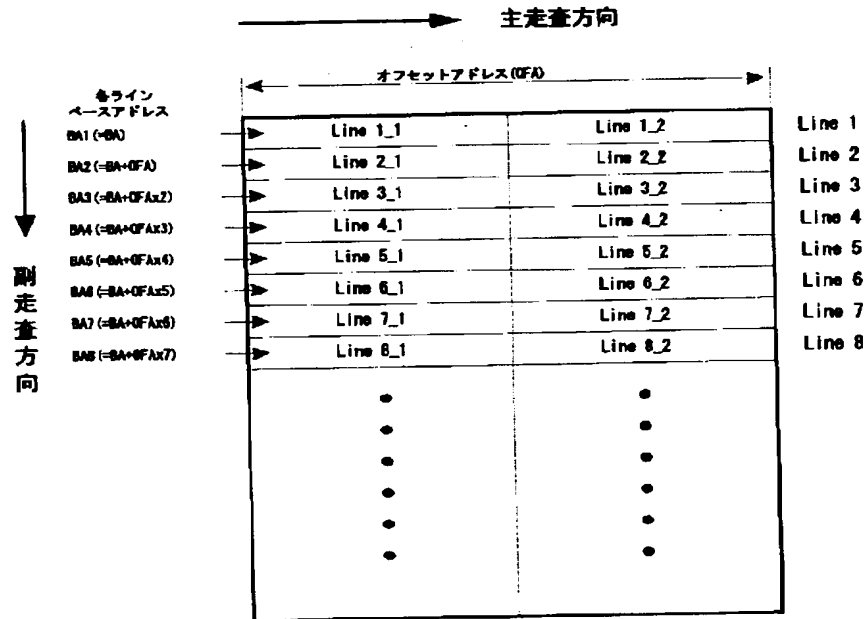 主走査方向
オフセットアドレス(OFA)
各ライン
ベースアドレス
BA1(=BA) Line 1_1 Line 1_2 Line 1
BA2(=BA+OFA) Line 2_1 Line 2_2 Line 2
BA3(=BA+OFAx2) Line 3_1 Line 3_2 Line 3
BA4(=BA+OFAx3) Line 4_1 Line 4_2 Line 4
BA5(=BA+OFAx4) Line 5_1 Line 5_2 Line 5
BA6(=BA+OFAx5) Line 6_1 Line 6_2 Line 6
BA7(=BA+OFAx6) Line 7_1 Line 7_2 Line 7
BA8(=BA+OFAx7) Line 8_1 Line 8_2 Line 8
副走査方向